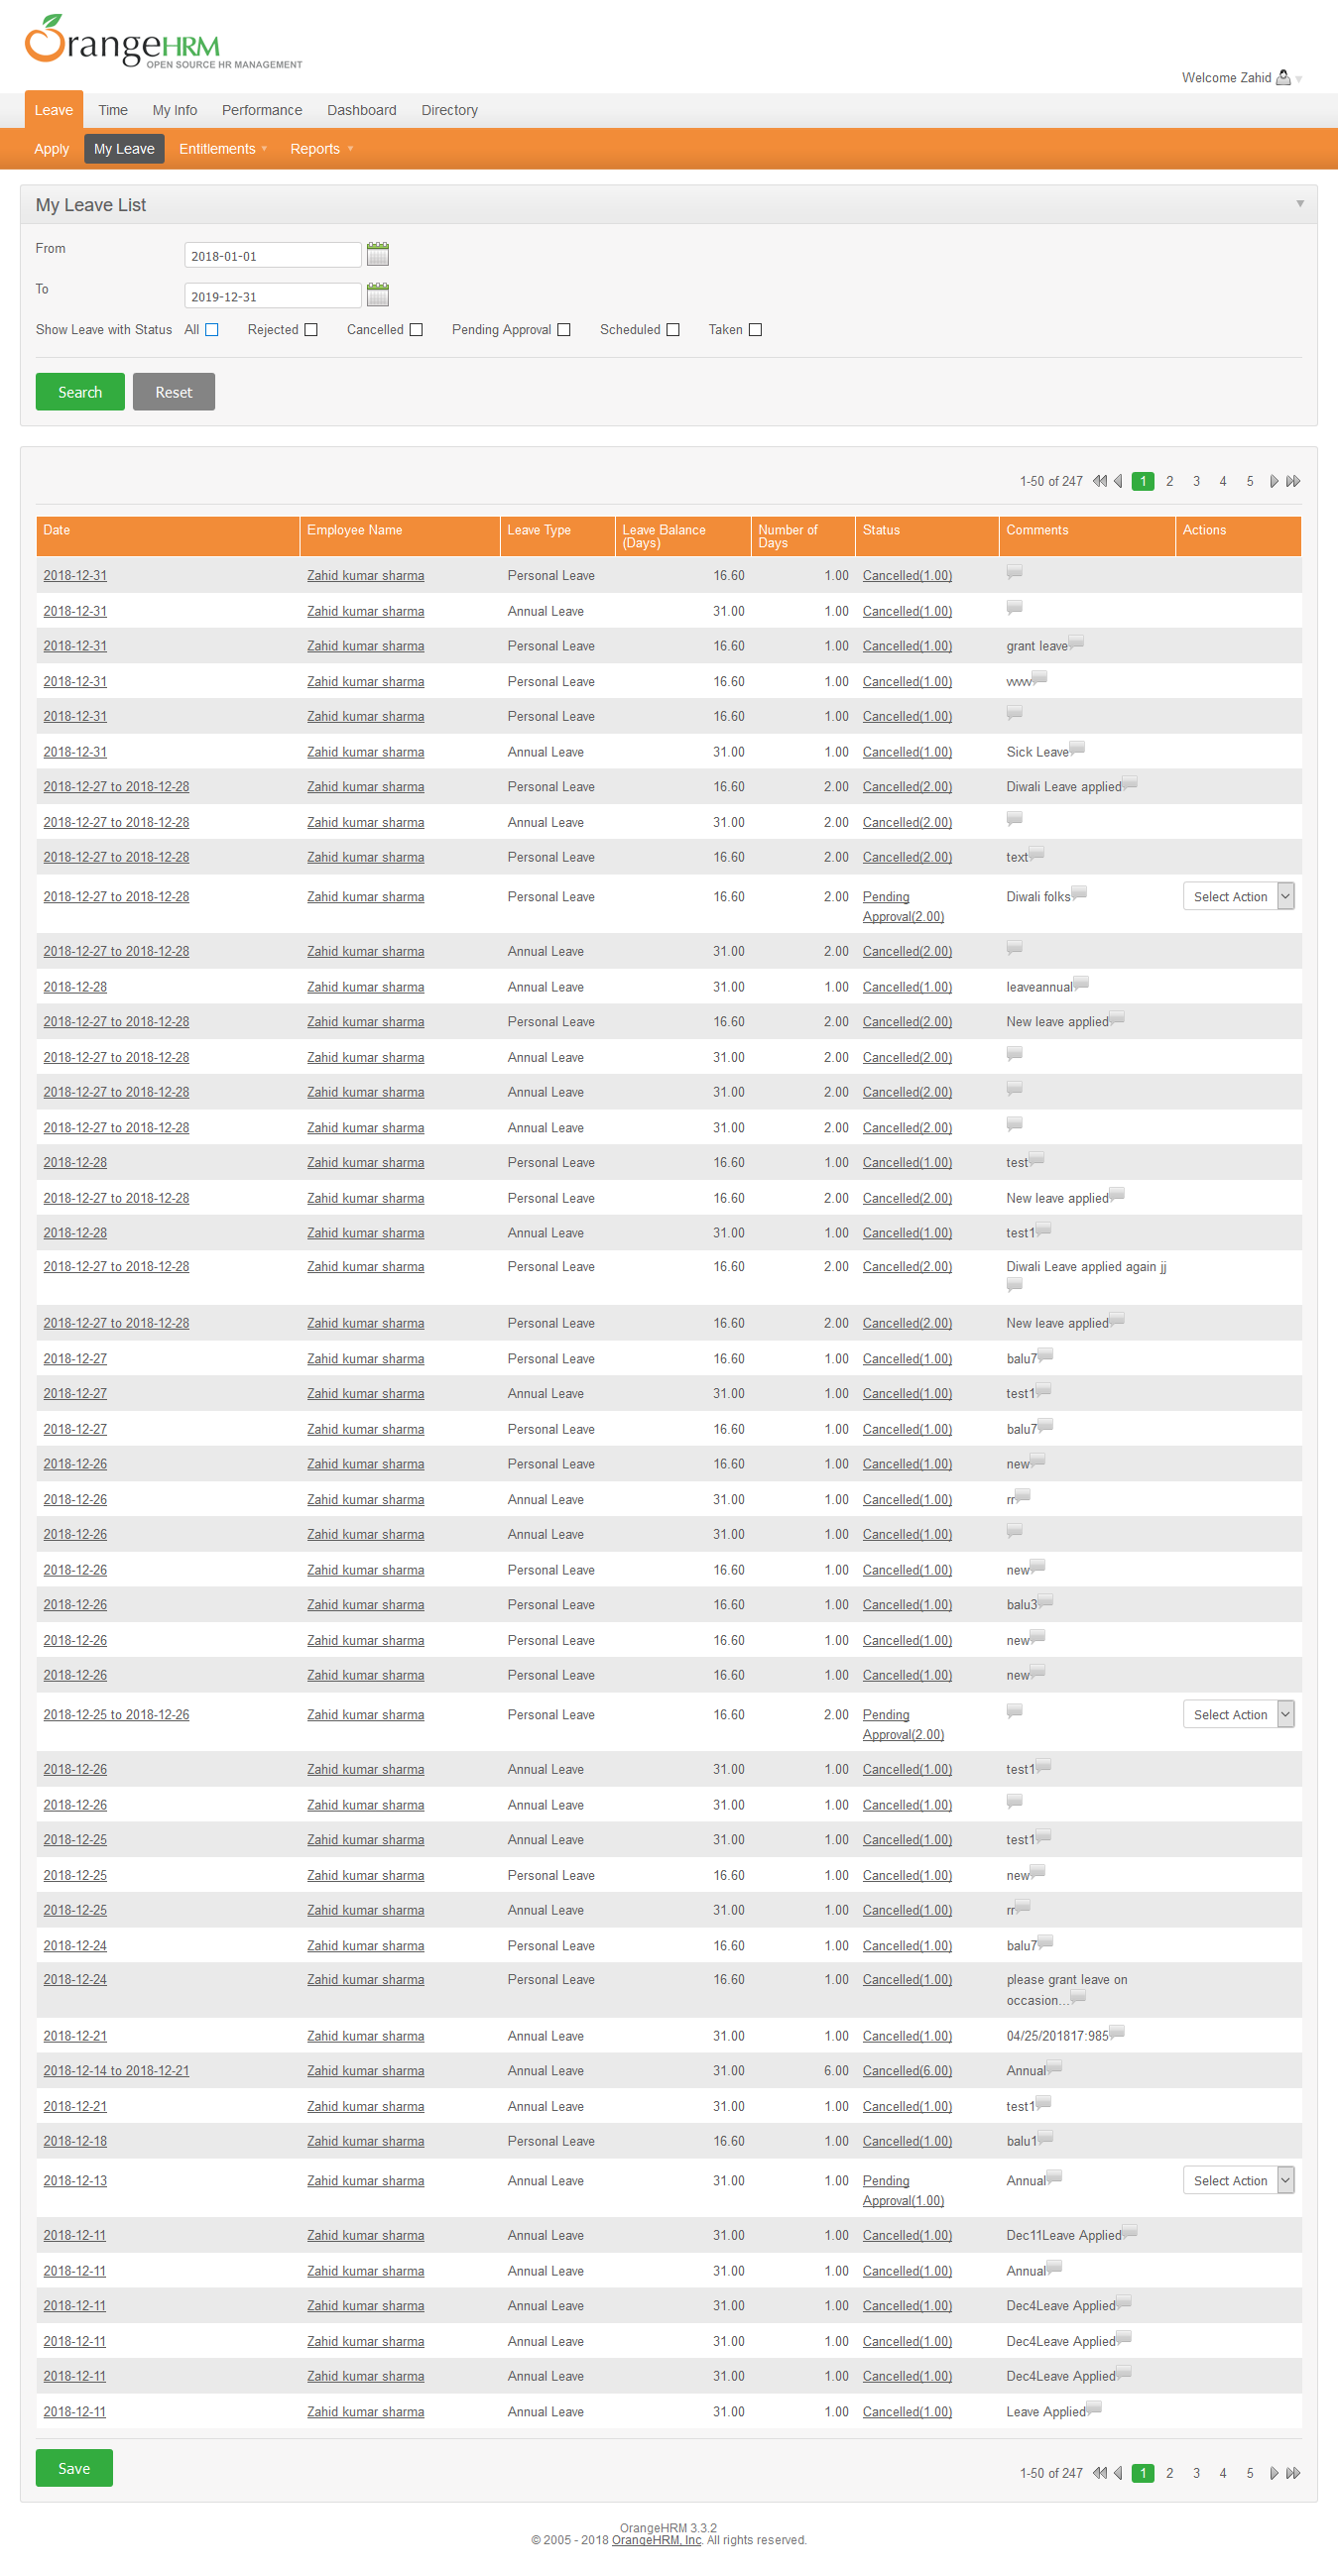 OrangeHRM
OPEN SOURCE HR MANAGEMENT
Welcome Zahid
Leave Time My Info Performance Dashboard Directory
Apply My Leave Entitlements Reports
My Leave List
From 2018-01-01
To 2019-12-31
Show Leave with Status All Rejected Cancelled Pending Approval Scheduled Taken
Search Reset
1-50 of 247 1 2 3 4 5
Date Employee Name Leave Type Leave Balance (Days) Number of Days Status Comments Actions
2018-12-31 Zahid kumar sharma Personal Leave 16.60 1.00 Cancelled(1.00)
2018-12-31 Zahid kumar sharma Annual Leave 31.00 1.00 Cancelled(1.00)
2018-12-31 Zahid kumar sharma Personal Leave 16.60 1.00 Cancelled(1.00) grant leave
2018-12-31 Zahid kumar sharma Personal Leave 16.60 1.00 Cancelled(1.00)
2018-12-31 Zahid kumar sharma Personal Leave 16.60 1.00 Cancelled(1.00)
2018-12-31 Zahid kumar sharma Annual Leave 31.00 1.00 Cancelled(1.00) Sick Leave
2018-12-27 to 2018-12-28 Zahid kumar sharma Personal Leave 16.60 2.00 Cancelled(2.00) Diwali Leave applied
2018-12-27 to 2018-12-28 Zahid kumar sharma Annual Leave 31.00 2.00 Cancelled(2.00)
2018-12-27 to 2018-12-28 Zahid kumar sharma Personal Leave 16.60 2.00 Cancelled(2.00) text
2018-12-27 to 2018-12-28 Zahid kumar sharma Personal Leave 16.60 2.00 Pending Approval(2.00) Diwali folks Select Action
2018-12-27 to 2018-12-28 Zahid kumar sharma Annual Leave 31.00 2.00 Cancelled(2.00)
2018-12-28 Zahid kumar sharma Annual Leave 31.00 1.00 Cancelled(1.00) leaveannual
2018-12-27 to 2018-12-28 Zahid kumar sharma Personal Leave 16.60 2.00 Cancelled(2.00) New leave applied
2018-12-27 to 2018-12-28 Zahid kumar sharma Annual Leave 31.00 2.00 Cancelled(2.00)
2018-12-27 to 2018-12-28 Zahid kumar sharma Annual Leave 31.00 2.00 Cancelled(2.00)
2018-12-27 to 2018-12-28 Zahid kumar sharma Annual Leave 31.00 2.00 Cancelled(2.00)
2018-12-28 Zahid kumar sharma Personal Leave 16.60 1.00 Cancelled(1.00) test
2018-12-27 to 2018-12-28 Zahid kumar sharma Personal Leave 16.60 2.00 Cancelled(2.00) New leave applied
2018-12-28 Zahid kumar sharma Annual Leave 31.00 1.00 Cancelled(1.00) test1
2018-12-27 to 2018-12-28 Zahid kumar sharma Personal Leave 16.60 2.00 Cancelled(2.00) Diwali Leave applied again jj
2018-12-27 to 2018-12-28 Zahid kumar sharma Personal Leave 16.60 2.00 Cancelled(2.00) New leave applied
2018-12-27 Zahid kumar sharma Personal Leave 16.60 1.00 Cancelled(1.00) balu7
2018-12-27 Zahid kumar sharma Annual Leave 31.00 1.00 Cancelled(1.00) test1
2018-12-27 Zahid kumar sharma Personal Leave 16.60 1.00 Cancelled(1.00) balu7
2018-12-26 Zahid kumar sharma Personal Leave 16.60 1.00 Cancelled(1.00) new
2018-12-26 Zahid kumar sharma Annual Leave 31.00 1.00 Cancelled(1.00) rr
2018-12-26 Zahid kumar sharma Annual Leave 31.00 1.00 Cancelled(1.00)
2018-12-26 Zahid kumar sharma Personal Leave 16.60 1.00 Cancelled(1.00) new
2018-12-26 Zahid kumar sharma Personal Leave 16.60 1.00 Cancelled(1.00) balu3
2018-12-26 Zahid kumar sharma Personal Leave 16.60 1.00 Cancelled(1.00) new
2018-12-26 Zahid kumar sharma Personal Leave 16.60 1.00 Cancelled(1.00) new
2018-12-25 to 2018-12-26 Zahid kumar sharma Personal Leave 16.60 2.00 Pending Approval(2.00) Select Action
2018-12-26 Zahid kumar sharma Annual Leave 31.00 1.00 Cancelled(1.00) test1
2018-12-26 Zahid kumar sharma Annual Leave 31.00 1.00 Cancelled(1.00)
2018-12-25 Zahid kumar sharma Annual Leave 31.00 1.00 Cancelled(1.00) test1
2018-12-25 Zahid kumar sharma Personal Leave 16.60 1.00 Cancelled(1.00) new
2018-12-25 Zahid kumar sharma Annual Leave 31.00 1.00 Cancelled(1.00) rr
2018-12-24 Zahid kumar sharma Personal Leave 16.60 1.00 Cancelled(1.00) balu7
2018-12-24 Zahid kumar sharma Personal Leave 16.60 1.00 Cancelled(1.00) please grant leave on occasion...
2018-12-21 Zahid kumar sharma Annual Leave 31.00 1.00 Cancelled(1.00) 04/25/201817:985
2018-12-14 to 2018-12-21 Zahid kumar sharma Annual Leave 31.00 6.00 Cancelled(6.00) Annual
2018-12-21 Zahid kumar sharma Annual Leave 31.00 1.00 Cancelled(1.00) test1
2018-12-18 Zahid kumar sharma Personal Leave 16.60 1.00 Cancelled(1.00) balu1
2018-12-13 Zahid kumar sharma Annual Leave 31.00 1.00 Pending Approval(1.00) Annual Select Action
2018-12-11 Zahid kumar sharma Annual Leave 31.00 1.00 Cancelled(1.00) Dec11Leave Applied
2018-12-11 Zahid kumar sharma Annual Leave 31.00 1.00 Cancelled(1.00) Annual
2018-12-11 Zahid kumar sharma Annual Leave 31.00 1.00 Cancelled(1.00) Dec4Leave Applied
2018-12-11 Zahid kumar sharma Annual Leave 31.00 1.00 Cancelled(1.00) Dec4Leave Applied
2018-12-11 Zahid kumar sharma Annual Leave 31.00 1.00 Cancelled(1.00) Dec4Leave Applied
2018-12-11 Zahid kumar sharma Annual Leave 31.00 1.00 Cancelled(1.00) Leave Applied
Save 1-50 of 247 1 2 3 4 5
OrangeHRM 3.3.2
© 2005 - 2018 OrangeHRM, Inc. All rights reserved.